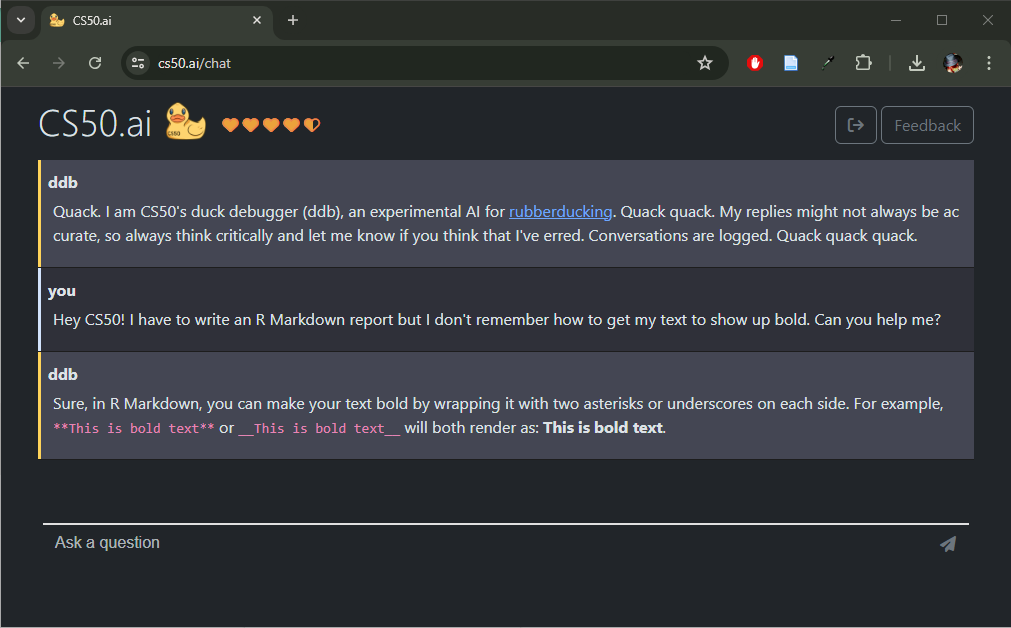 CS50.ai
cs50.ai/chat
CS50.ai
Feedback
ddb
Quack. I am CS50's duck debugger (ddb), an experimental AI for rubberducking. Quack quack. My replies might not always be ac
curate, so always think critically and let me know if you think that I've erred. Conversations are logged. Quack quack quack.
you
Hey CS50! I have to write an R Markdown report but I don't remember how to get my text to show up bold. Can you help me?
ddb
Sure, in R Markdown, you can make your text bold by wrapping it with two asterisks or underscores on each side. For example,
**This is bold text** or __This is bold text__ will both render as: This is bold text.
Ask a question